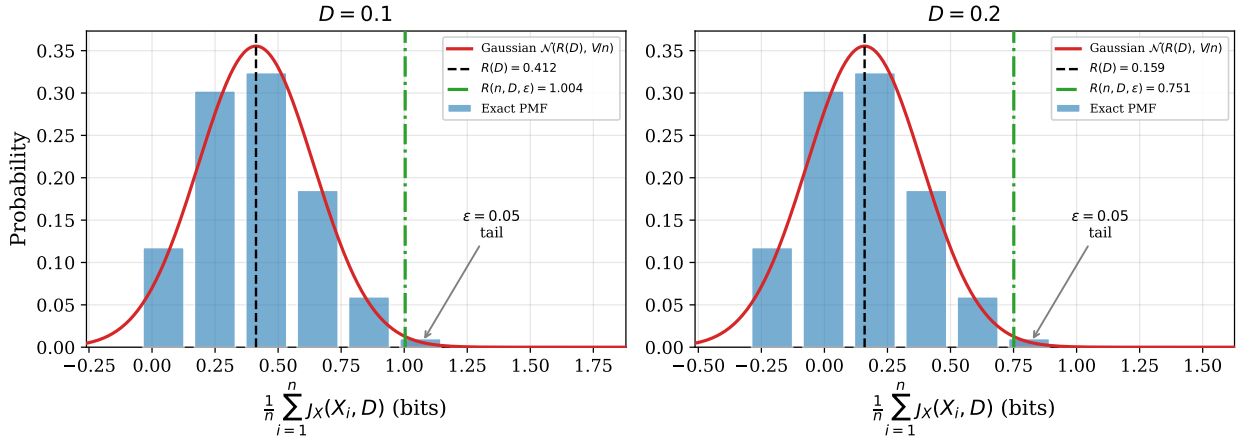 D = 0.1
Gaussian 𝒩(R(D), V/n)
R(D) = 0.412
R(n, D, ε) = 1.004
Exact PMF
ε = 0.05
tail
Probability
0.35
0.30
0.25
0.20
0.15
0.10
0.05
0.00
−0.25 0.00 0.25 0.50 0.75 1.00 1.25 1.50 1.75
1/n ∑_{i=1}^{n} ȷ_X(X_i, D) (bits)
D = 0.2
Gaussian 𝒩(R(D), V/n)
R(D) = 0.159
R(n, D, ε) = 0.751
Exact PMF
ε = 0.05
tail
0.35
0.30
0.25
0.20
0.15
0.10
0.05
0.00
−0.50 −0.25 0.00 0.25 0.50 0.75 1.00 1.25 1.50
1/n ∑_{i=1}^{n} ȷ_X(X_i, D) (bits)